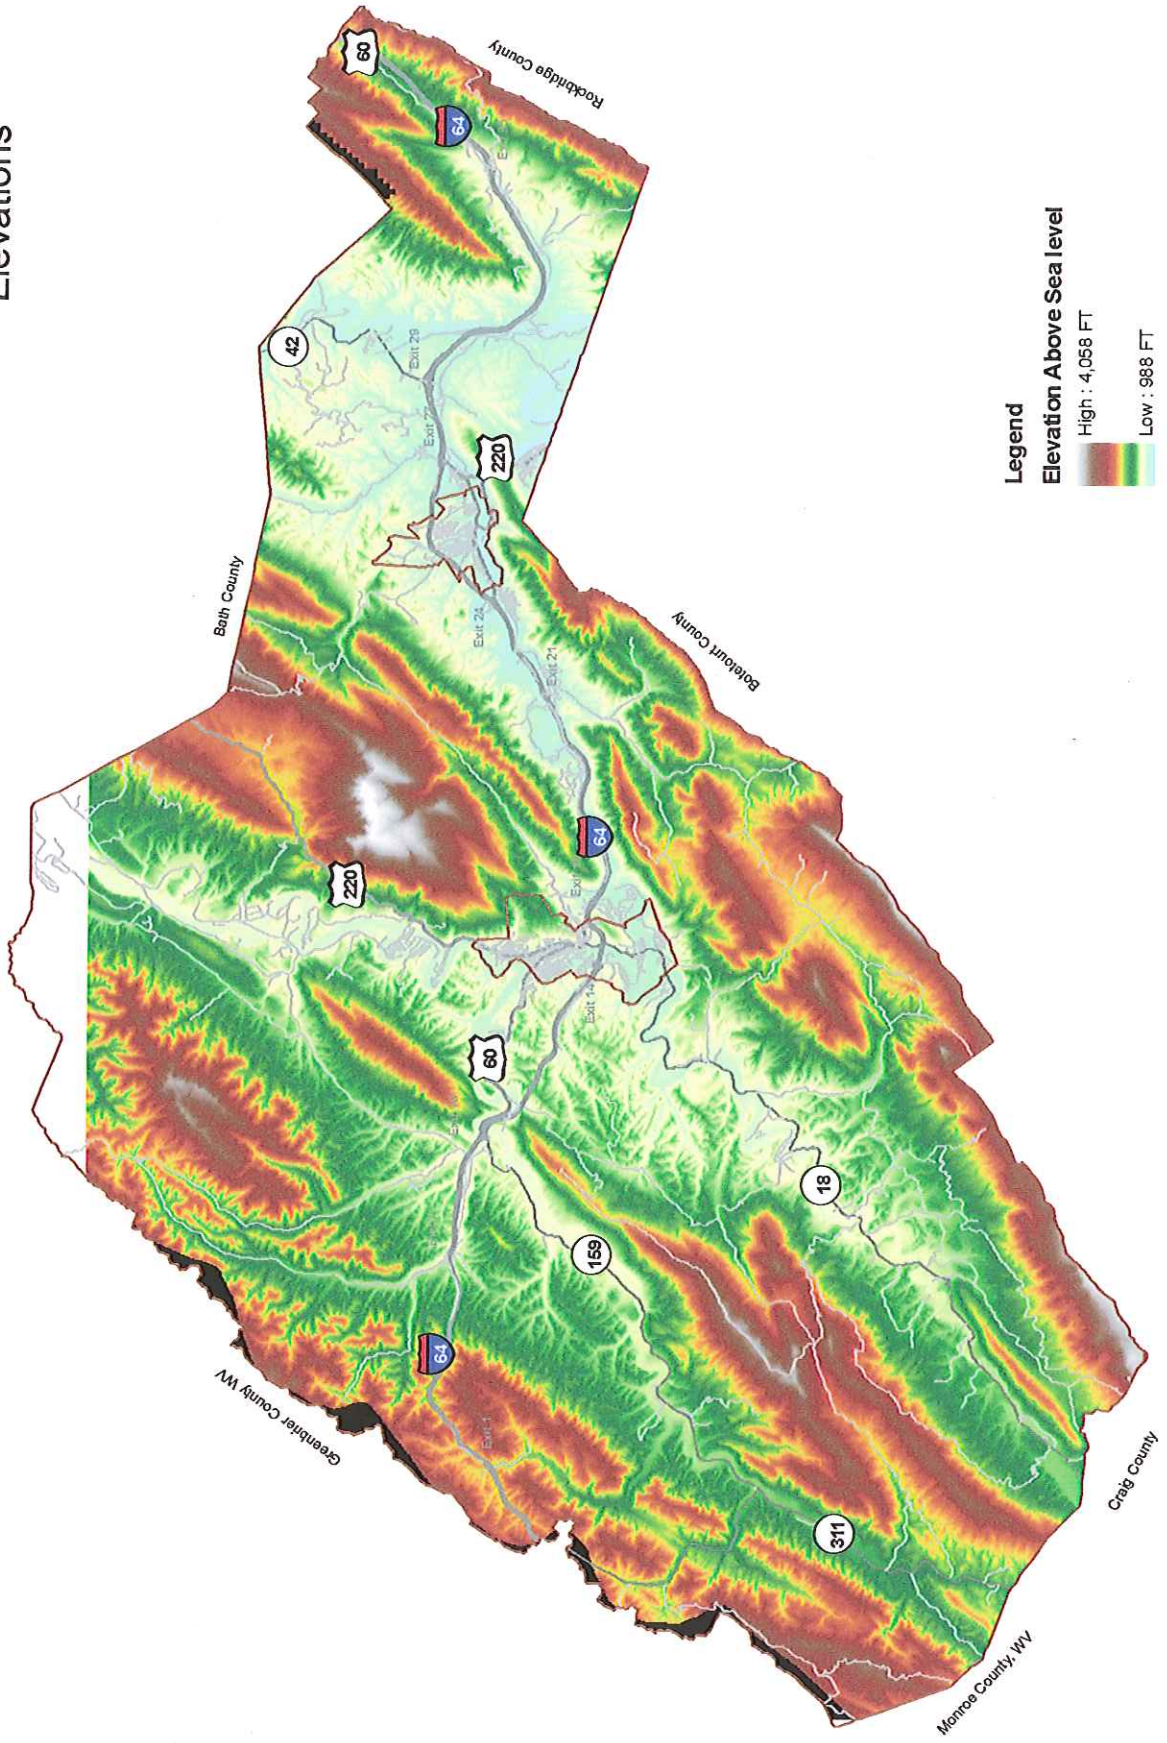 Elevations
60
Rockbridge County
64
42
Exit 29
Exit 27
220
Bath County
Exit 24
Exit 21
Botetourt County
220
64
Exit
Exit 14
60
18
159
64
Greenbrier County WV
Exit 1
311
Craig County
Monroe County, WV
Legend
Elevation Above Sea level
High : 4,058 FT
Low : 988 FT